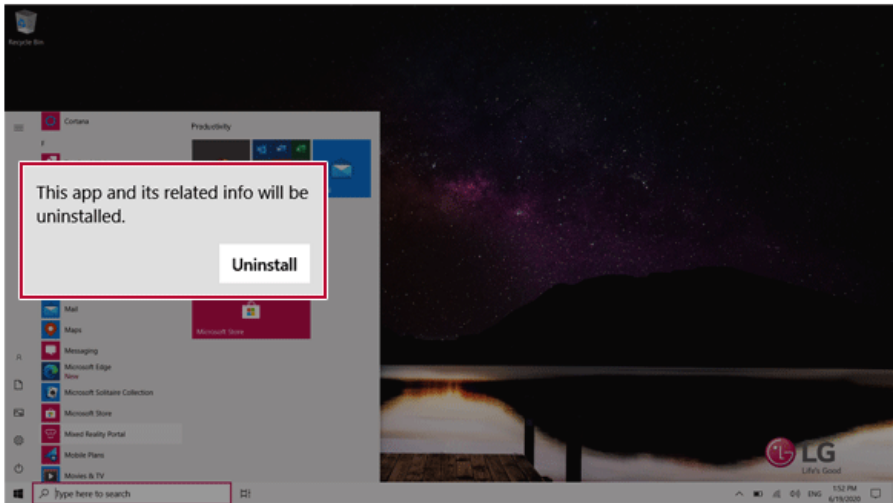 Recycle Bin
Cortana
F
Productivity
This app and its related info will be
uninstalled.
Uninstall
Mail
Maps
Microsoft Store
Messaging
Microsoft Edge
New
Microsoft Solitaire Collection
Microsoft Store
Mixed Reality Portal
Mobile Plans
Movies & TV
LG
Life's Good
Type here to search
ENG
1:52 PM
6/19/2020